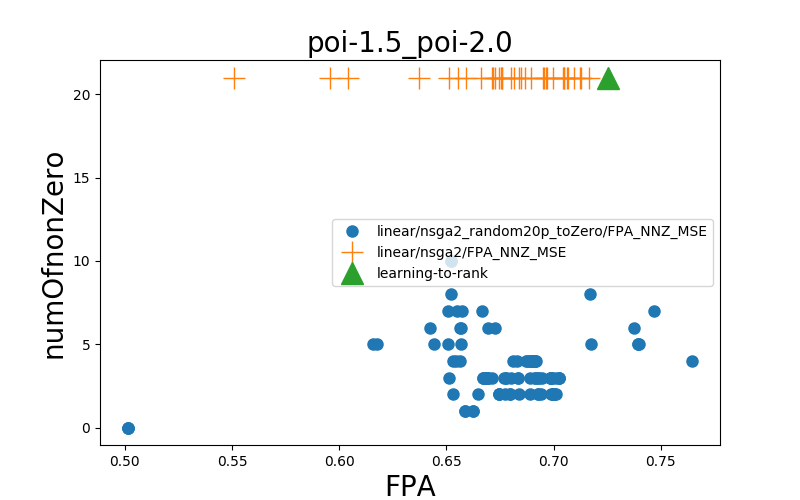 poi-1.5_poi-2.0
numOfnonZero
20
15
10
5
0
linear/nsga2_random20p_toZero/FPA_NNZ_MSE
linear/nsga2/FPA_NNZ_MSE
learning-to-rank
0.50 0.55 0.60 0.65 0.70 0.75
FPA